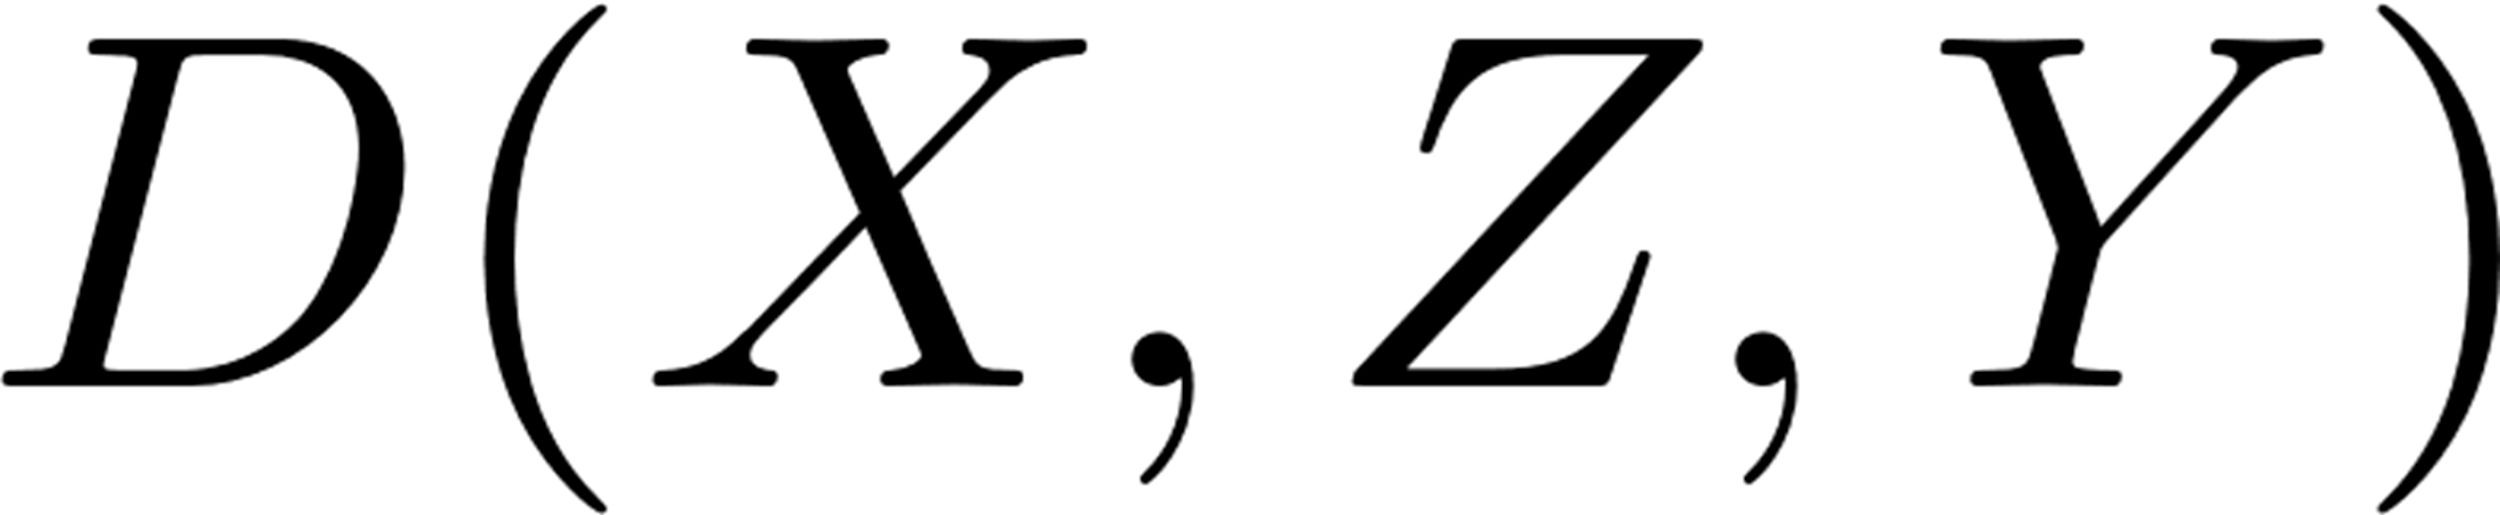 D(X, Z, Y)